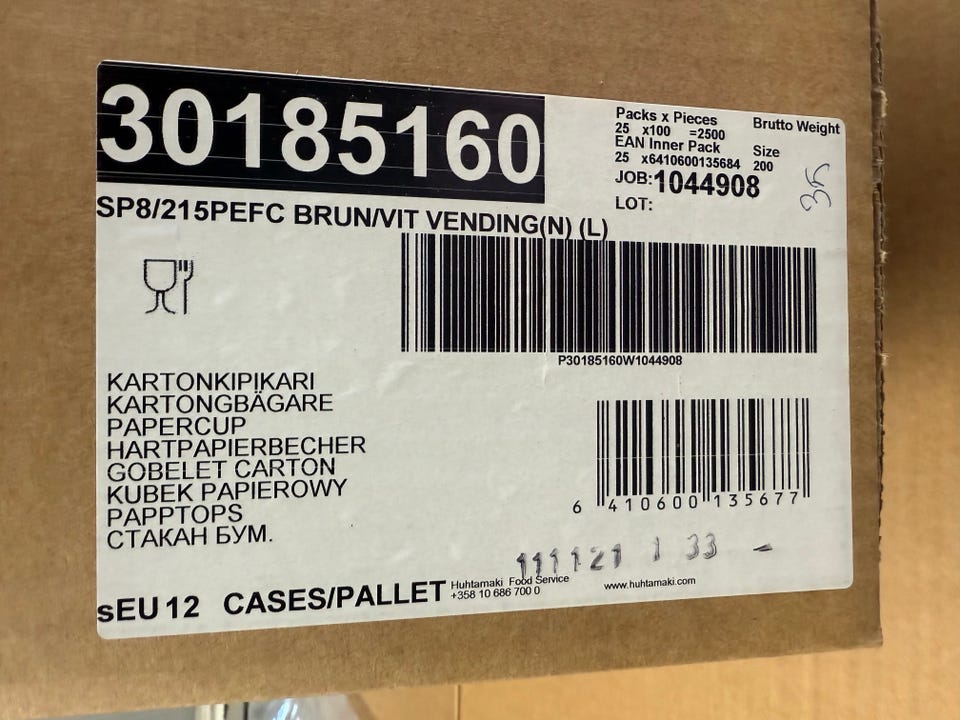 30185160
Packs x Pieces
25 x100 =2500
EAN Inner Pack
25 x6410600135684
JOB:1044908
LOT:
Brutto Weight
Size
200
35
SP8/215PEFC BRUN/VIT VENDING(N) (L)
P30185160W1044908
KARTONKIPIKARI
KARTONGBÄGARE
PAPERCUP
HARTPAPIERBECHER
GOBELET CARTON
KUBEK PAPIEROWY
PAPPTOPS
СТАКАН БУМ.
6 410600 135677
111121 1 33 -
sEU 12 CASES/PALLET
Huhtamaki Food Service
+358 10 686 700 0
www.huhtamaki.com